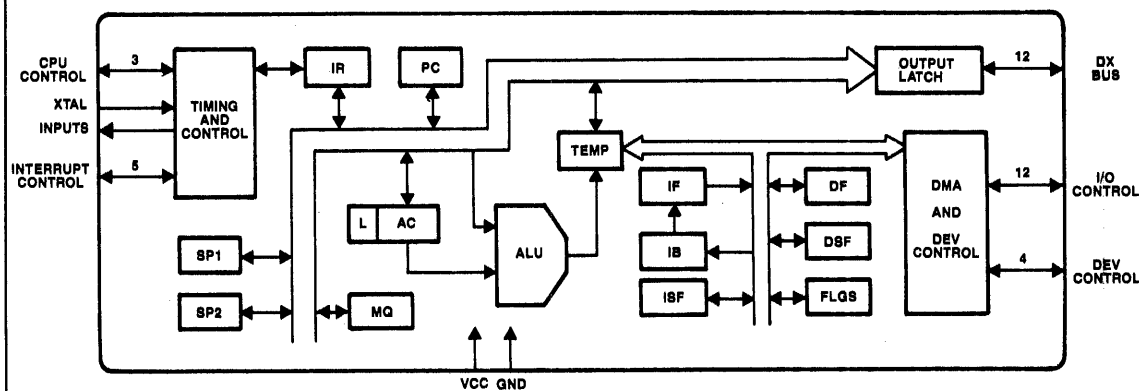 CPU
CONTROL
3
XTAL
INPUTS
INTERRUPT
CONTROL
5
TIMING
AND
CONTROL
IR
PC
OUTPUT
LATCH
12
DX
BUS
TEMP
L
AC
ALU
SP1
SP2
MQ
IF
IB
ISF
DF
DSF
FLGS
DMA
AND
DEV
CONTROL
12
I/O
CONTROL
4
DEV
CONTROL
VCC
GND